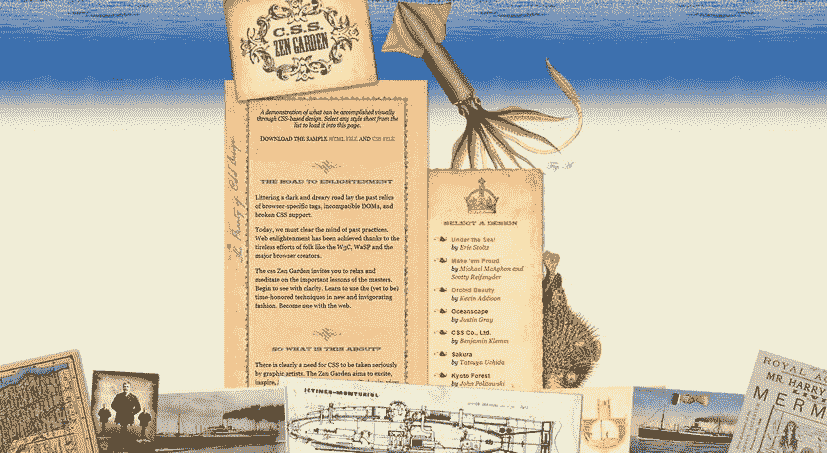 C.S.S.
ZEN GARDEN
A demonstration of what can be accomplished visually
through CSS-based design. Select any style sheet from the
list to load it into this page.
DOWNLOAD THE SAMPLE HTML FILE AND CSS FILE
The Beauty of CSS Design
THE ROAD TO ENLIGHTENMENT
Littering a dark and dreary road lay the past relics
of browser-specific tags, incompatible DOMs, and
broken CSS support.
Today, we must clear the mind of past practices.
Web enlightenment has been achieved thanks to the
tireless efforts of folk like the W3C, WaSP and the
major browser creators.
The css Zen Garden invites you to relax and
meditate on the important lessons of the masters.
Begin to see with clarity. Learn to use the (yet to be)
time-honored techniques in new and invigorating
fashion. Become one with the web.
SO WHAT IS THIS ABOUT?
There is clearly a need for CSS to be taken seriously
by graphic artists. The Zen Garden aims to excite,
inspire,
Fig.
SELECT A DESIGN
Under the Sea!
by Eric Stoltz
Make 'em Proud
by Michael McAghon and
Scotty Reifsnyder
Orchid Beauty
by Kevin Addison
Oceanscape
by Justin Gray
CSS Co., Ltd.
by Benjamin Klemm
Sakura
by Tatsuya Uchida
Kyoto Forest
by John Politowski
ICTINEO-MONTURIOL
ROYAL
MR. HARRY
MERM